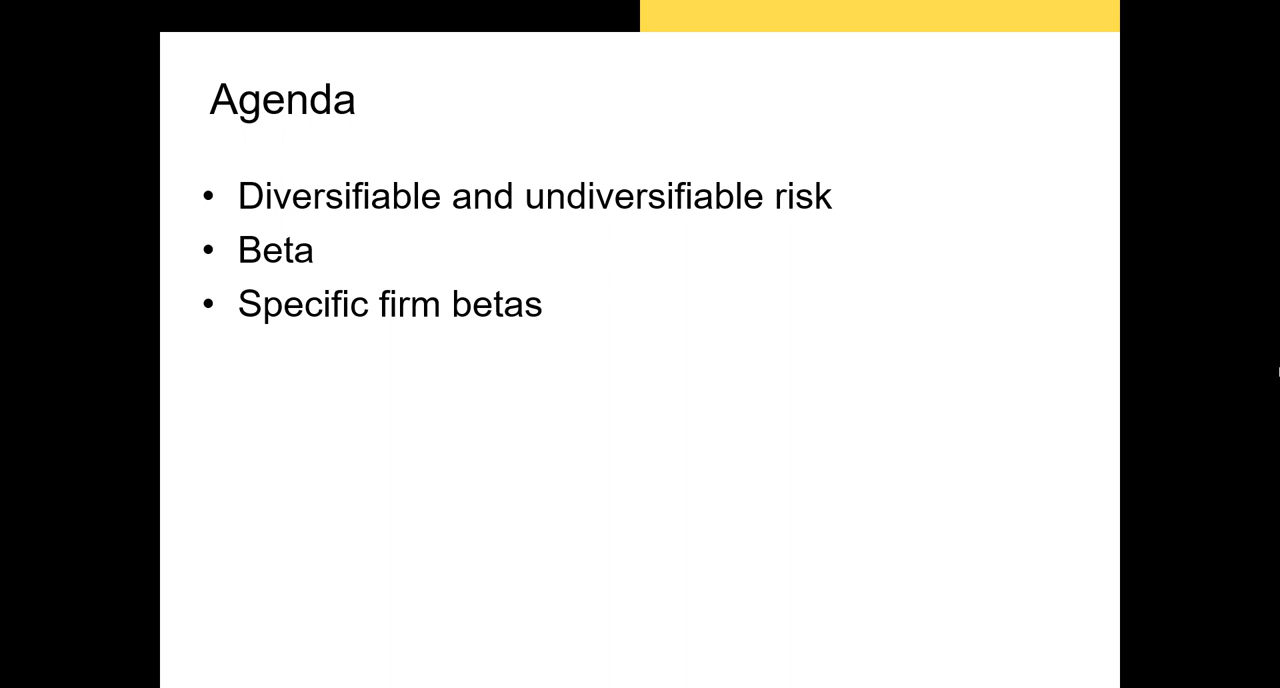 Agenda
• Diversifiable and undiversifiable risk
• Beta
• Specific firm betas